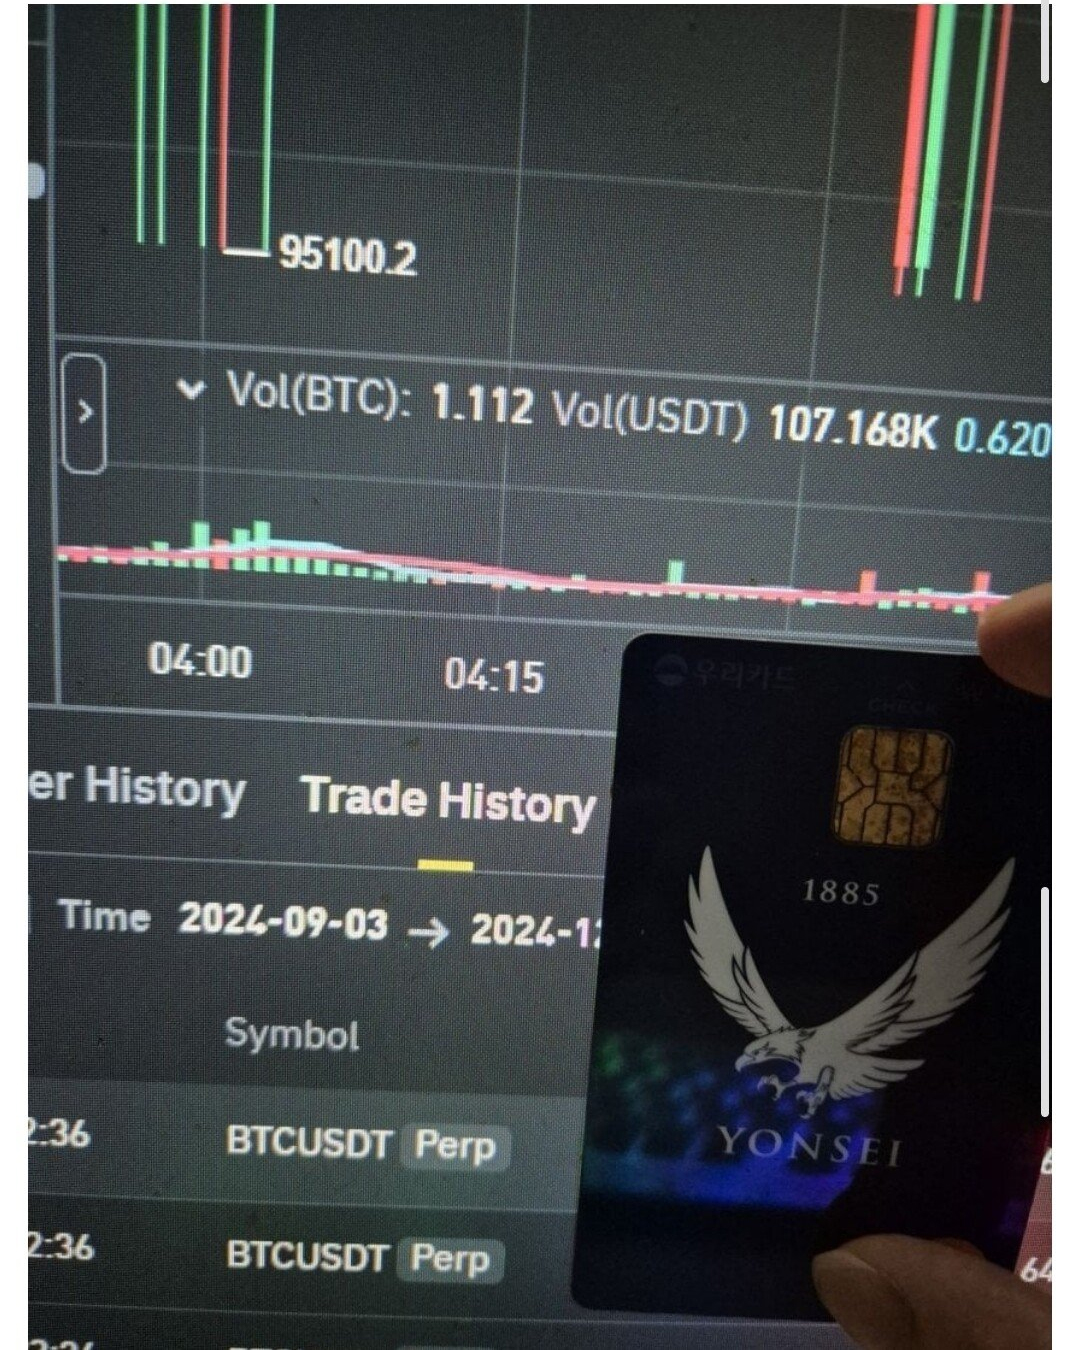 95100.2
Vol(BTC): 1.112 Vol(USDT) 107.168K 0.620
04:00 04:15
우리카드
CHECK
er History Trade History
1885
Time 2024-09-03 → 2024-12
YONSEI
Symbol
2:36 BTCUSDT Perp
2:36 BTCUSDT Perp
64